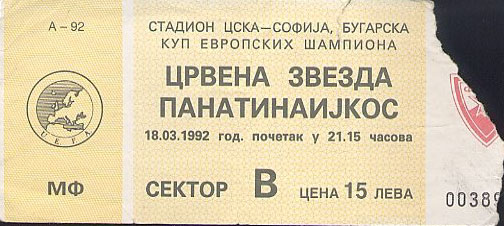 А-92
СТАДИОН ЦСКА-СОФИЈА, БУГАРСКА
КУП ЕВРОПСКИХ ШАМПИОНА
ЦРВЕНА ЗВЕЗДА
ПАНАТИНАИЈКОС
18.03.1992 год. почетак у 21.15 часова
UEFA
МФ
СЕКТОР В ЦЕНА 15 ЛЕВА
00389